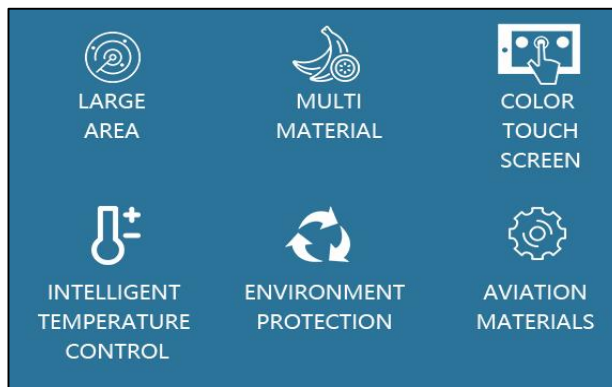 LARGE
AREA
MULTI
MATERIAL
COLOR
TOUCH
SCREEN
INTELLIGENT
TEMPERATURE
CONTROL
ENVIRONMENT
PROTECTION
AVIATION
MATERIALS